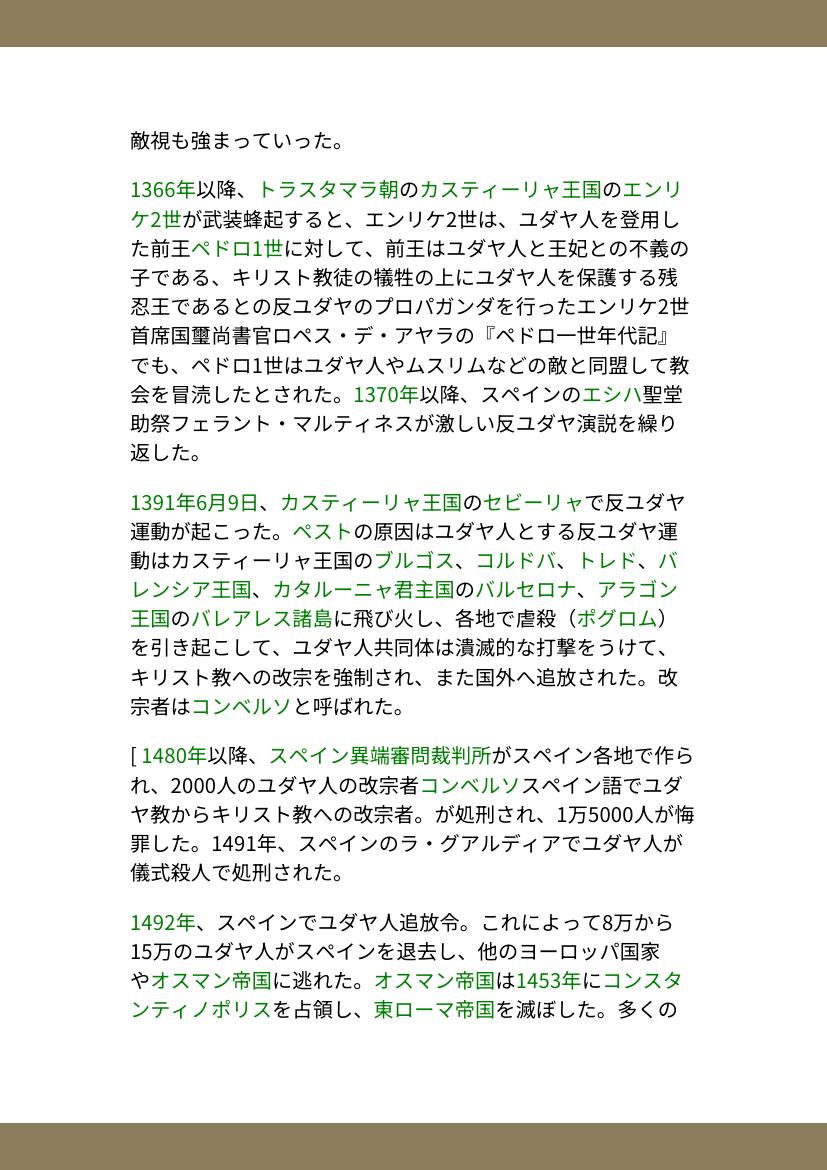 敵視も強まっていった。
1366年以降、トラスタマラ朝のカスティーリャ王国のエンリ
ケ2世が武装蜂起すると、エンリケ2世は、ユダヤ人を登用し
た前王ペドロ1世に対して、前王はユダヤ人と王妃との不義の
子である、キリスト教徒の犠牲の上にユダヤ人を保護する残
忍王であるとの反ユダヤのプロパガンダを行ったエンリケ2世
首席国璽尚書官ロペス・デ・アヤラの『ペドロ一世年代記』
でも、ペドロ1世はユダヤ人やムスリムなどの敵と同盟して教
会を冒涜したとされた。1370年以降、スペインのエシハ聖堂
助祭フェラント・マルティネスが激しい反ユダヤ演説を繰り
返した。
1391年6月9日、カスティーリャ王国のセビーリャで反ユダヤ
運動が起こった。ペストの原因はユダヤ人とする反ユダヤ運
動はカスティーリャ王国のブルゴス、コルドバ、トレド、バ
レンシア王国、カタルーニャ君主国のバルセロナ、アラゴン
王国のバレアレス諸島に飛び火し、各地で虐殺（ポグロム）
を引き起こして、ユダヤ人共同体は潰滅的な打撃をうけて、
キリスト教への改宗を強制され、また国外へ追放された。改
宗者はコンベルソと呼ばれた。
[ 1480年以降、スペイン異端審問裁判所がスペイン各地で作ら
れ、2000人のユダヤ人の改宗者コンベルソスペイン語でユダ
ヤ教からキリスト教への改宗者。が処刑され、1万5000人が悔
罪した。1491年、スペインのラ・グアルディアでユダヤ人が
儀式殺人で処刑された。
1492年、スペインでユダヤ人追放令。これによって8万から
15万のユダヤ人がスペインを退去し、他のヨーロッパ国家
やオスマン帝国に逃れた。オスマン帝国は1453年にコンスタ
ンティノポリスを占領し、東ローマ帝国を滅ぼした。多くの